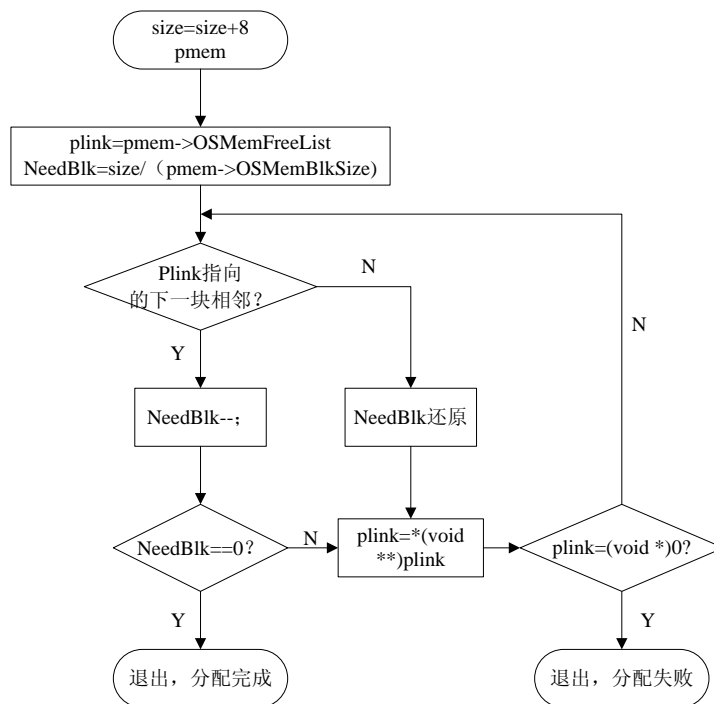 size=size+8
pmem
plink=pmem->OSMemFreeList
NeedBlk=size/（pmem->OSMemBlkSize)
Plink指向
的下一块相邻？
N
Y
N
NeedBlk--；
NeedBlk还原
NeedBlk==0？
N
plink=*(void
**)plink
plink=(void *)0？
Y
Y
退出，分配完成
退出，分配失败